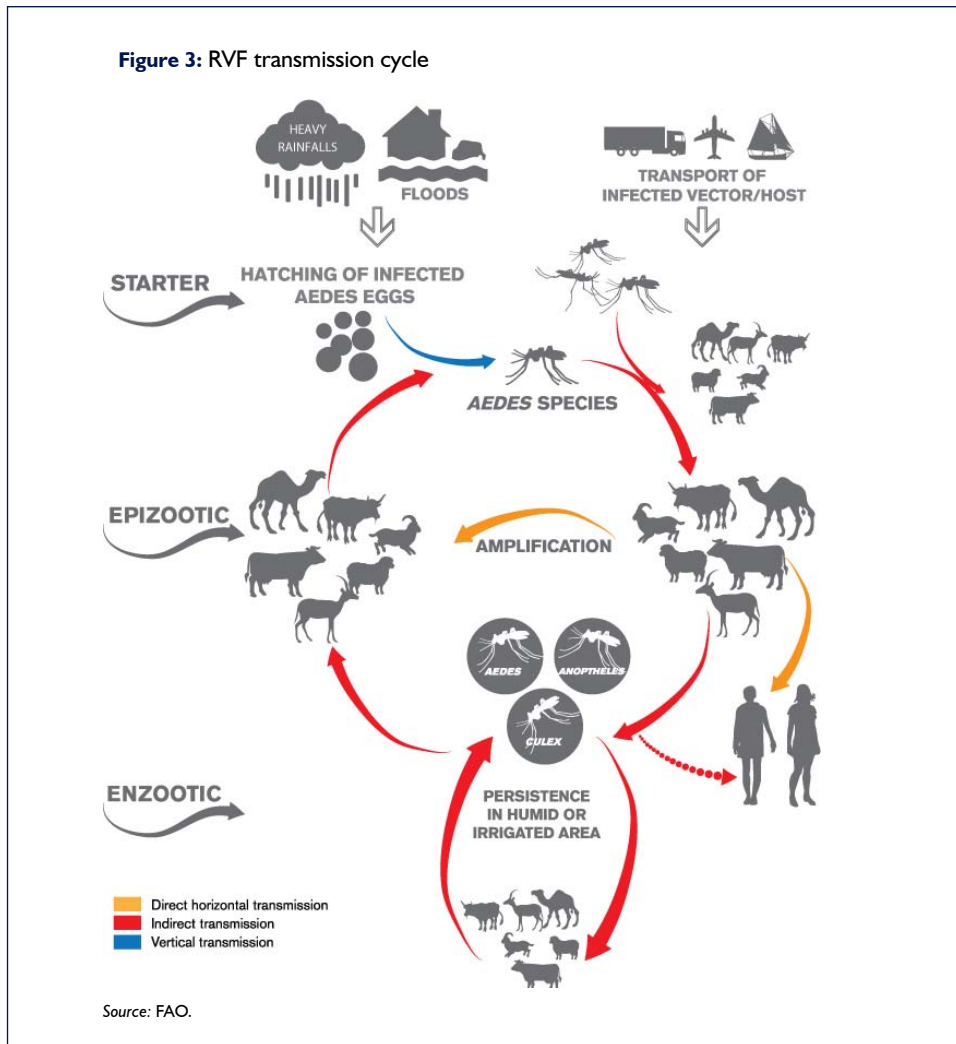 Figure 3: RVF transmission cycle
HEAVY
RAINFALLS
FLOODS
TRANSPORT OF
INFECTED VECTOR/HOST
STARTER
HATCHING OF INFECTED
AEDES EGGS
AEDES SPECIES
EPIZOOTIC
AMPLIFICATION
AEDES
ANOPTHELES
CULEX
ENZOOTIC
PERSISTENCE
IN HUMID OR
IRRIGATED AREA
Direct horizontal transmission
Indirect transmission
Vertical transmission
Source: FAO.